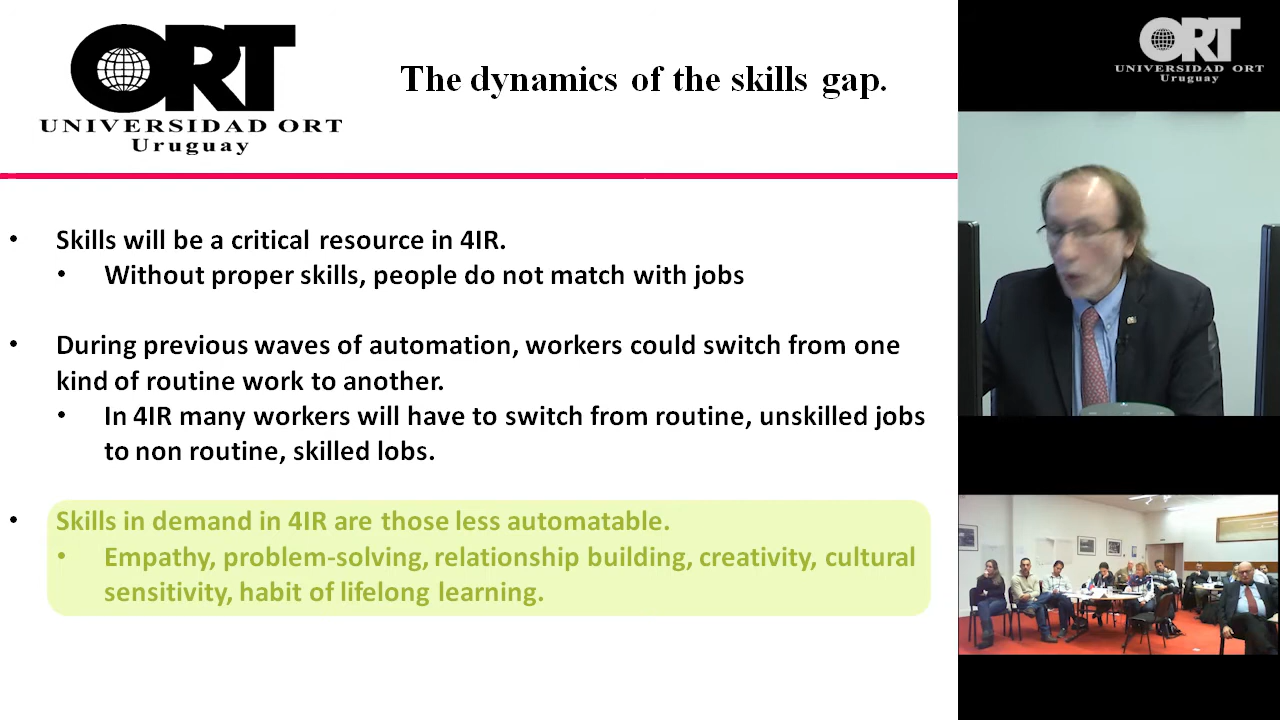 ORT
UNIVERSIDAD ORT
Uruguay
The dynamics of the skills gap.
• Skills will be a critical resource in 4IR.
• Without proper skills, people do not match with jobs
• During previous waves of automation, workers could switch from one
kind of routine work to another.
• In 4IR many workers will have to switch from routine, unskilled jobs
to non routine, skilled lobs.
• Skills in demand in 4IR are those less automatable.
• Empathy, problem-solving, relationship building, creativity, cultural
sensitivity, habit of lifelong learning.
ORT
UNIVERSIDAD ORT
Uruguay